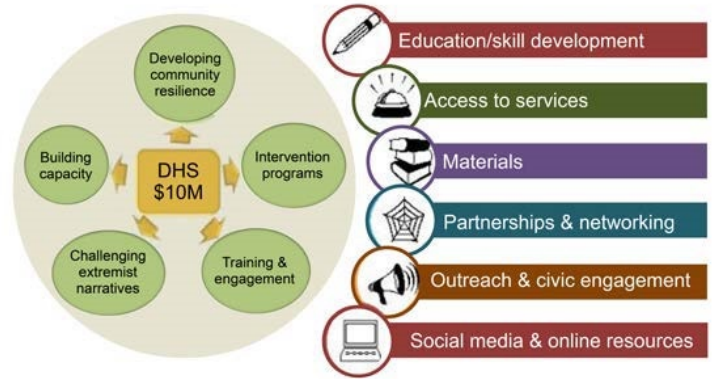 Developing
community
resilience
Building
capacity
DHS
$10M
Intervention
programs
Challenging
extremist
narratives
Training &
engagement
Education/skill development
Access to services
Materials
Partnerships & networking
Outreach & civic engagement
Social media & online resources